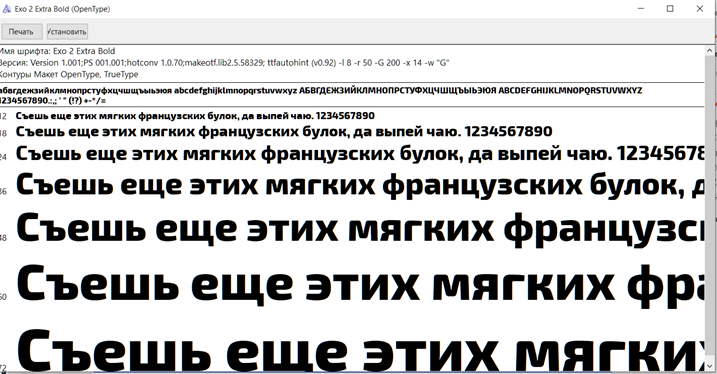 Exo 2 Extra Bold (OpenType)
Печать Установить
Имя шрифта: Exo 2 Extra Bold
Версия: Version 1.001;PS 001.001;hotconv 1.0.70;makeotf.lib2.5.58329; ttfautohint (v0.92) -l 8 -r 50 -G 200 -x 14 -w "G"
Контуры Макет OpenType, TrueType
абвгдежзийклмнопрстуфхцчшщъыьэюя abcdefghijklmnopqrstuvwxyz АБВГДЕЖЗИЙКЛМНОПРСТУФХЦЧШЩЪЫЬЭЮЯ ABCDEFGHIJKLMNOPQRSTUVWXYZ
1234567890.:,; ' " (!?) +-*/=
12 Съешь еще этих мягких французских булок, да выпей чаю. 1234567890
18 Съешь еще этих мягких французских булок, да выпей чаю. 1234567890
24 Съешь еще этих мягких французских булок, да выпей чаю. 12345678
36 Съешь еще этих мягких французских булок, д
48 Съешь еще этих мягких французс
60 Съешь еще этих мягких фра
72 Съешь еще этих мягки